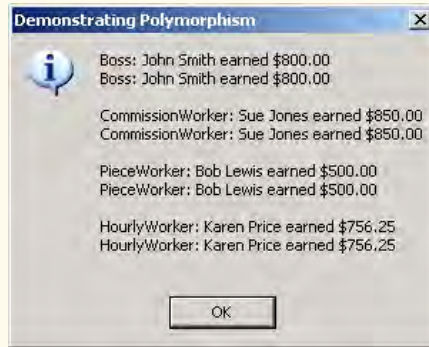 Demonstrating Polymorphism
Boss: John Smith earned $800.00
Boss: John Smith earned $800.00
CommissionWorker: Sue Jones earned $850.00
CommissionWorker: Sue Jones earned $850.00
PieceWorker: Bob Lewis earned $500.00
PieceWorker: Bob Lewis earned $500.00
HourlyWorker: Karen Price earned $756.25
HourlyWorker: Karen Price earned $756.25
OK